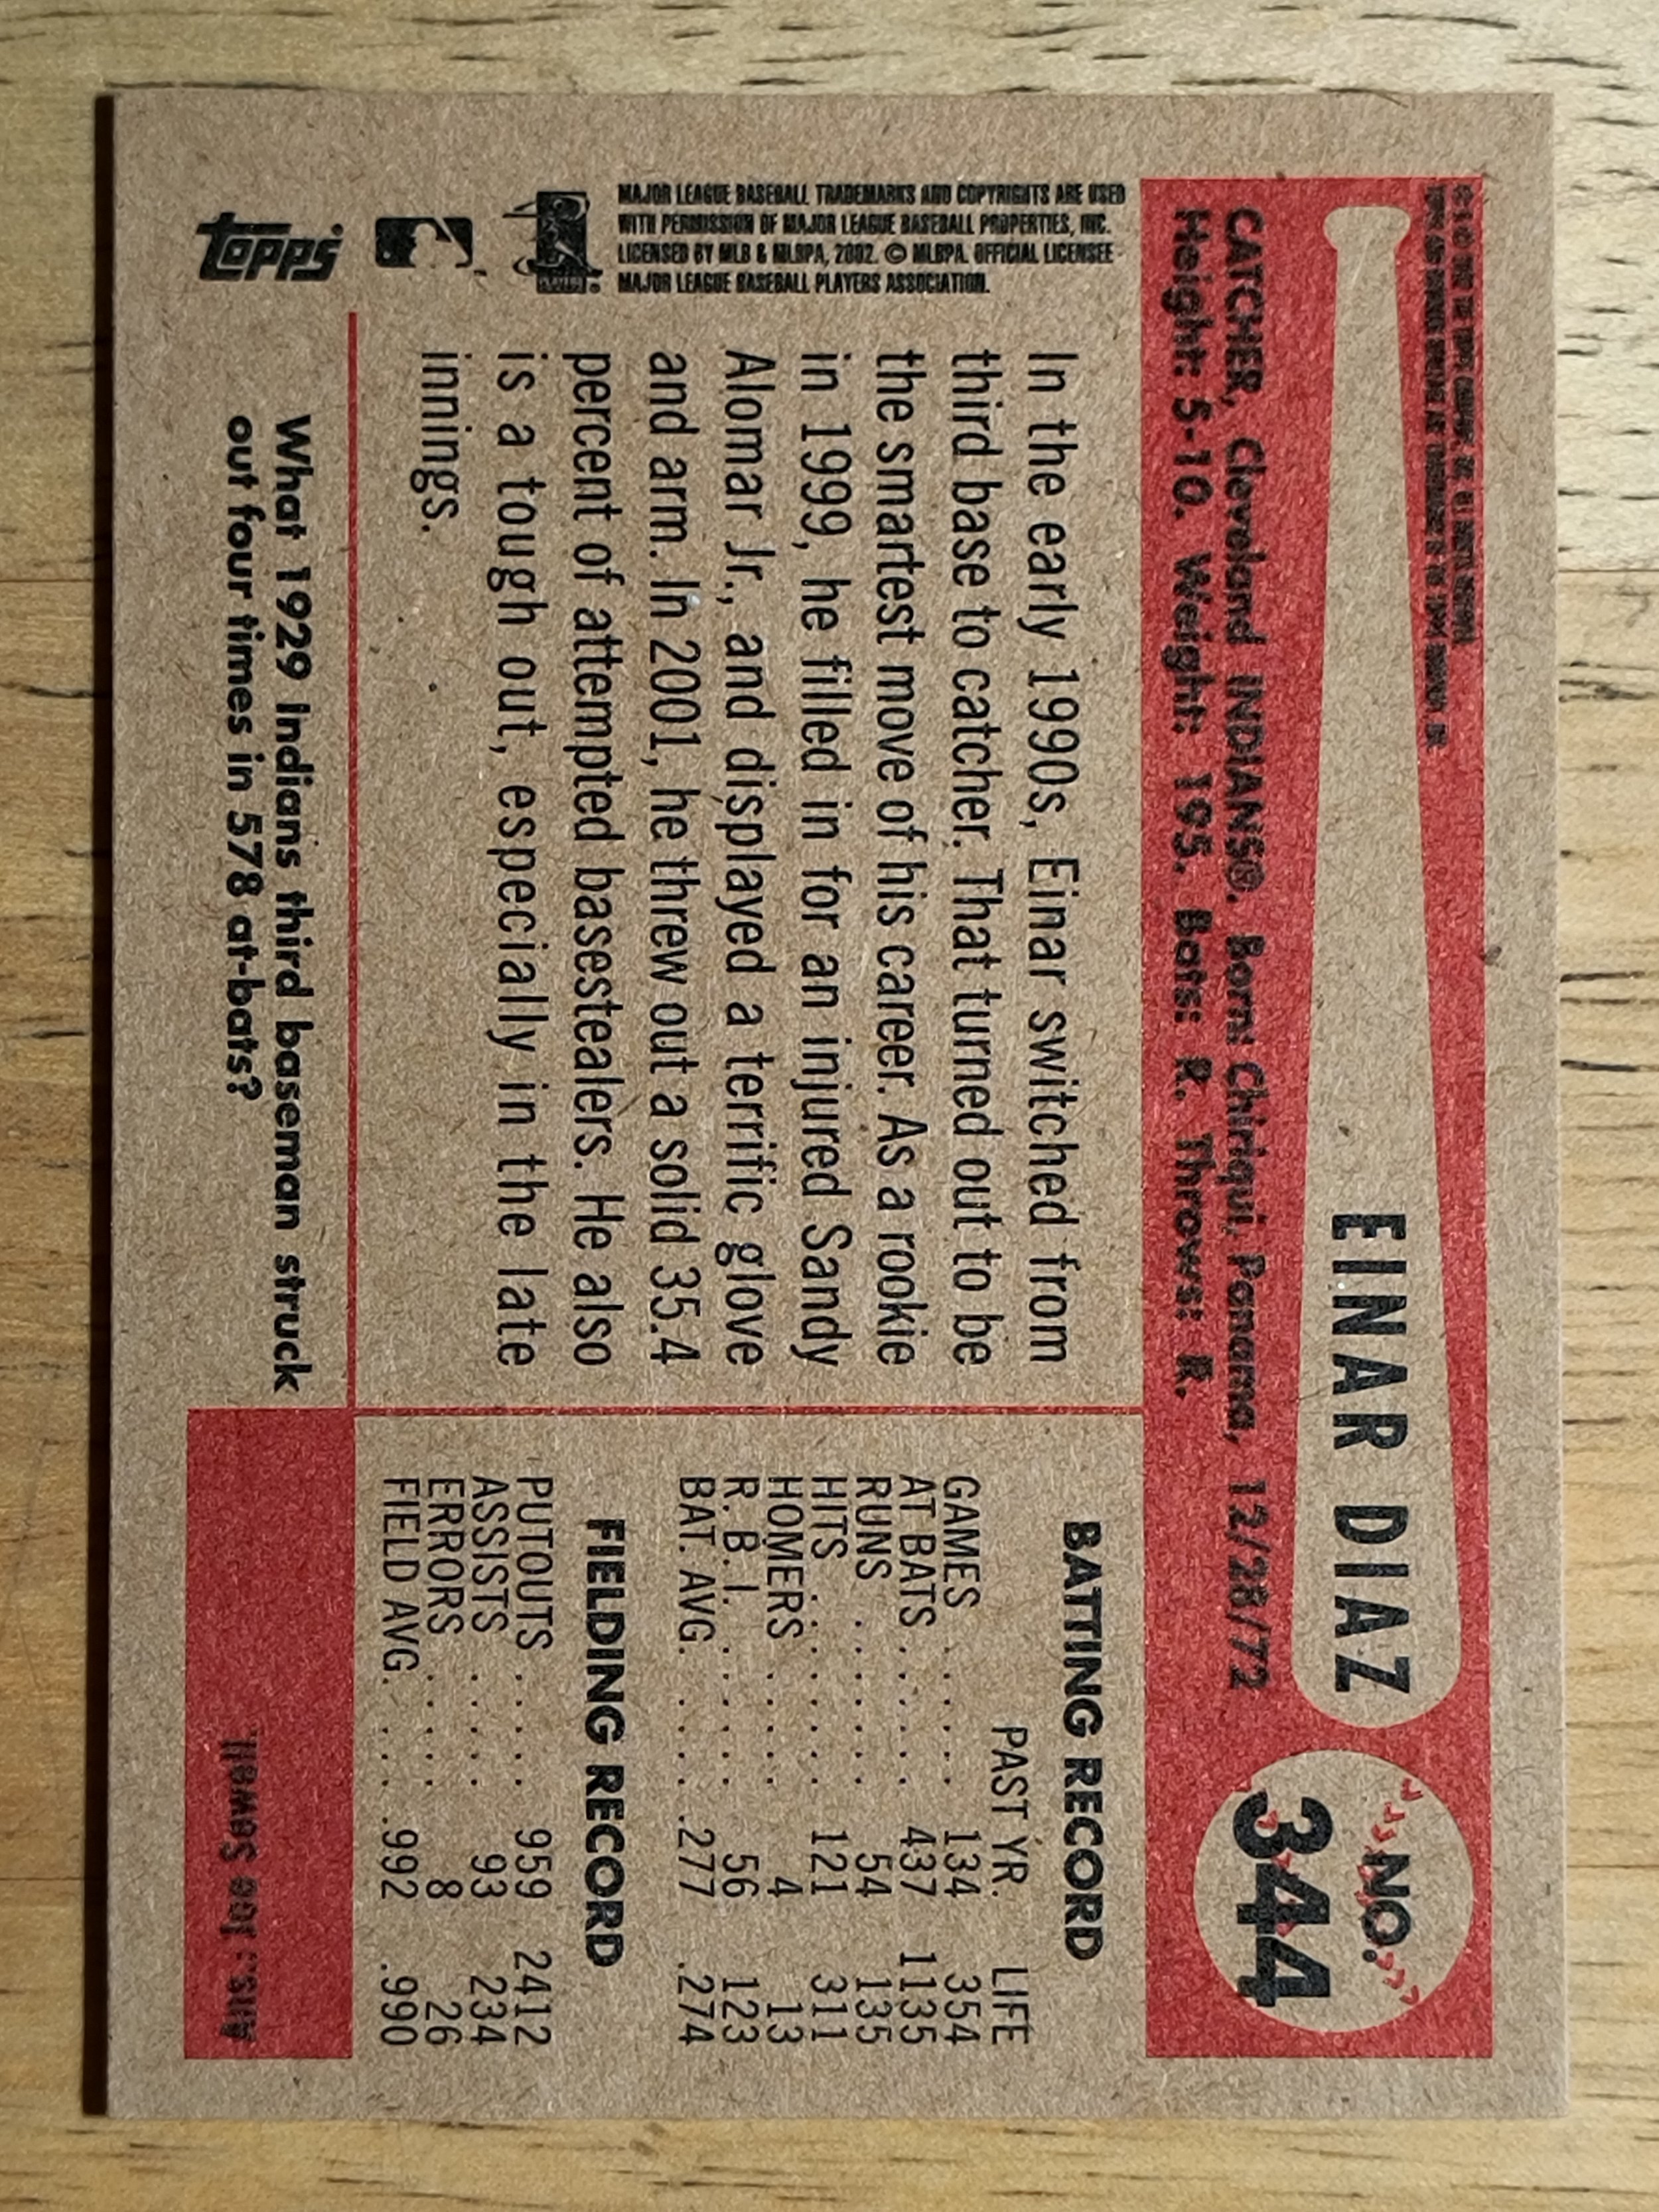 EINAR DIAZ
NO.
344
CATCHER, Cleveland INDIANS®. Born: Chiriqui, Panama, 12/28/72
Height: 5-10. Weight: 195. Bats: R. Throws: R.
MAJOR LEAGUE BASEBALL TRADEMARKS AND COPYRIGHTS ARE USED
WITH PERMISSION OF MAJOR LEAGUE BASEBALL PROPERTIES, INC.
LICENSED BY MLB & MLBPA, 2002. © MLBPA. OFFICIAL LICENSEE -
MAJOR LEAGUE BASEBALL PLAYERS ASSOCIATION.
topps
In the early 1990s, Einar switched from
third base to catcher. That turned out to be
the smartest move of his career. As a rookie
in 1999, he filled in for an injured Sandy
Alomar Jr., and displayed a terrific glove
and arm. In 2001, he threw out a solid 35.4
percent of attempted basestealers. He also
is a tough out, especially in the late
innings.
BATTING RECORD
PAST YR. LIFE
GAMES ..... 134 354
AT BATS ..... 437 1135
RUNS ...... 54 135
HITS ...... 121 311
HOMERS ..... 4 13
R. B. I. ...... 56 123
BAT. AVG. .... .277 .274
FIELDING RECORD
PUTOUTS ..... 959 2412
ASSISTS .... 93 234
ERRORS .... 8 26
FIELD AVG. ... .992 .990
What 1929 Indians third baseman struck
out four times in 578 at-bats?
Ans.: Joe Sewell